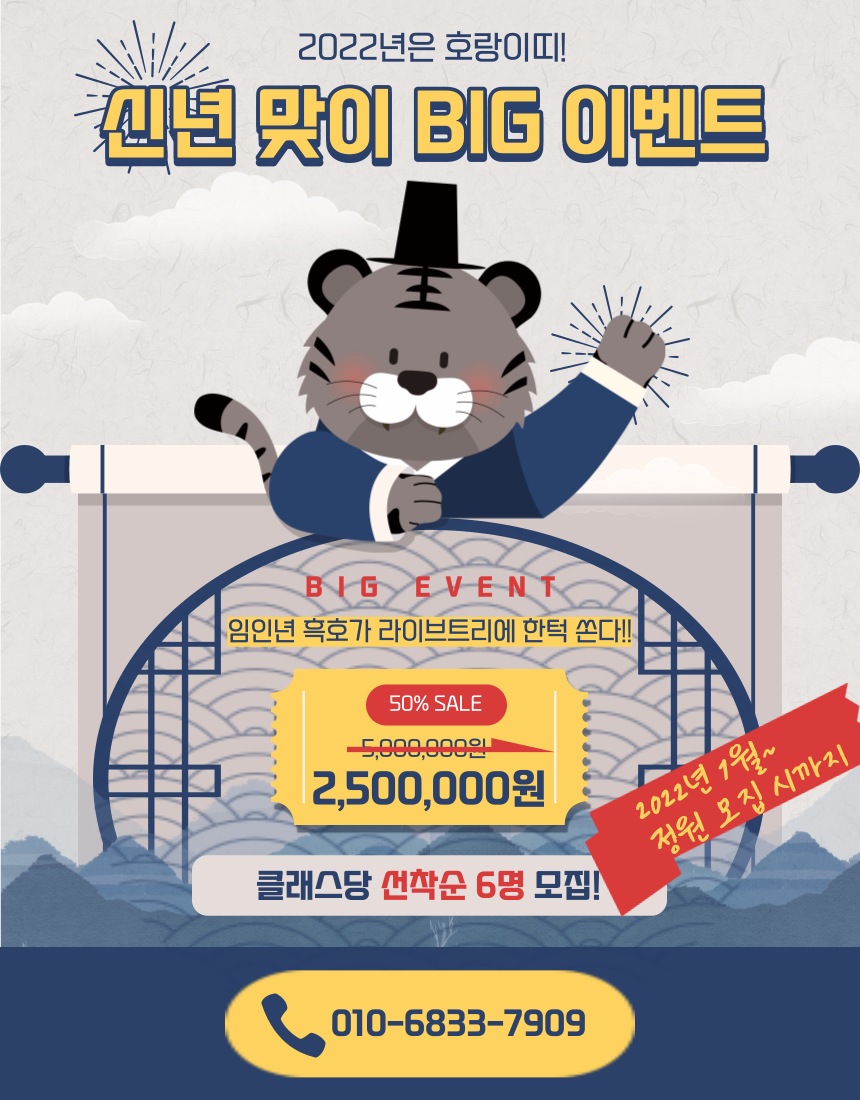 2022년은 호랑이띠!
신년 맞이 BIG 이벤트
BIG EVENT
임인년 흑호가 라이브트리에 한턱 쏜다!!
50% SALE
5,000,000원
2,500,000원
2022년 1월~
정원 모집 시까지
클래스당 선착순 6명 모집!
010-6833-7909